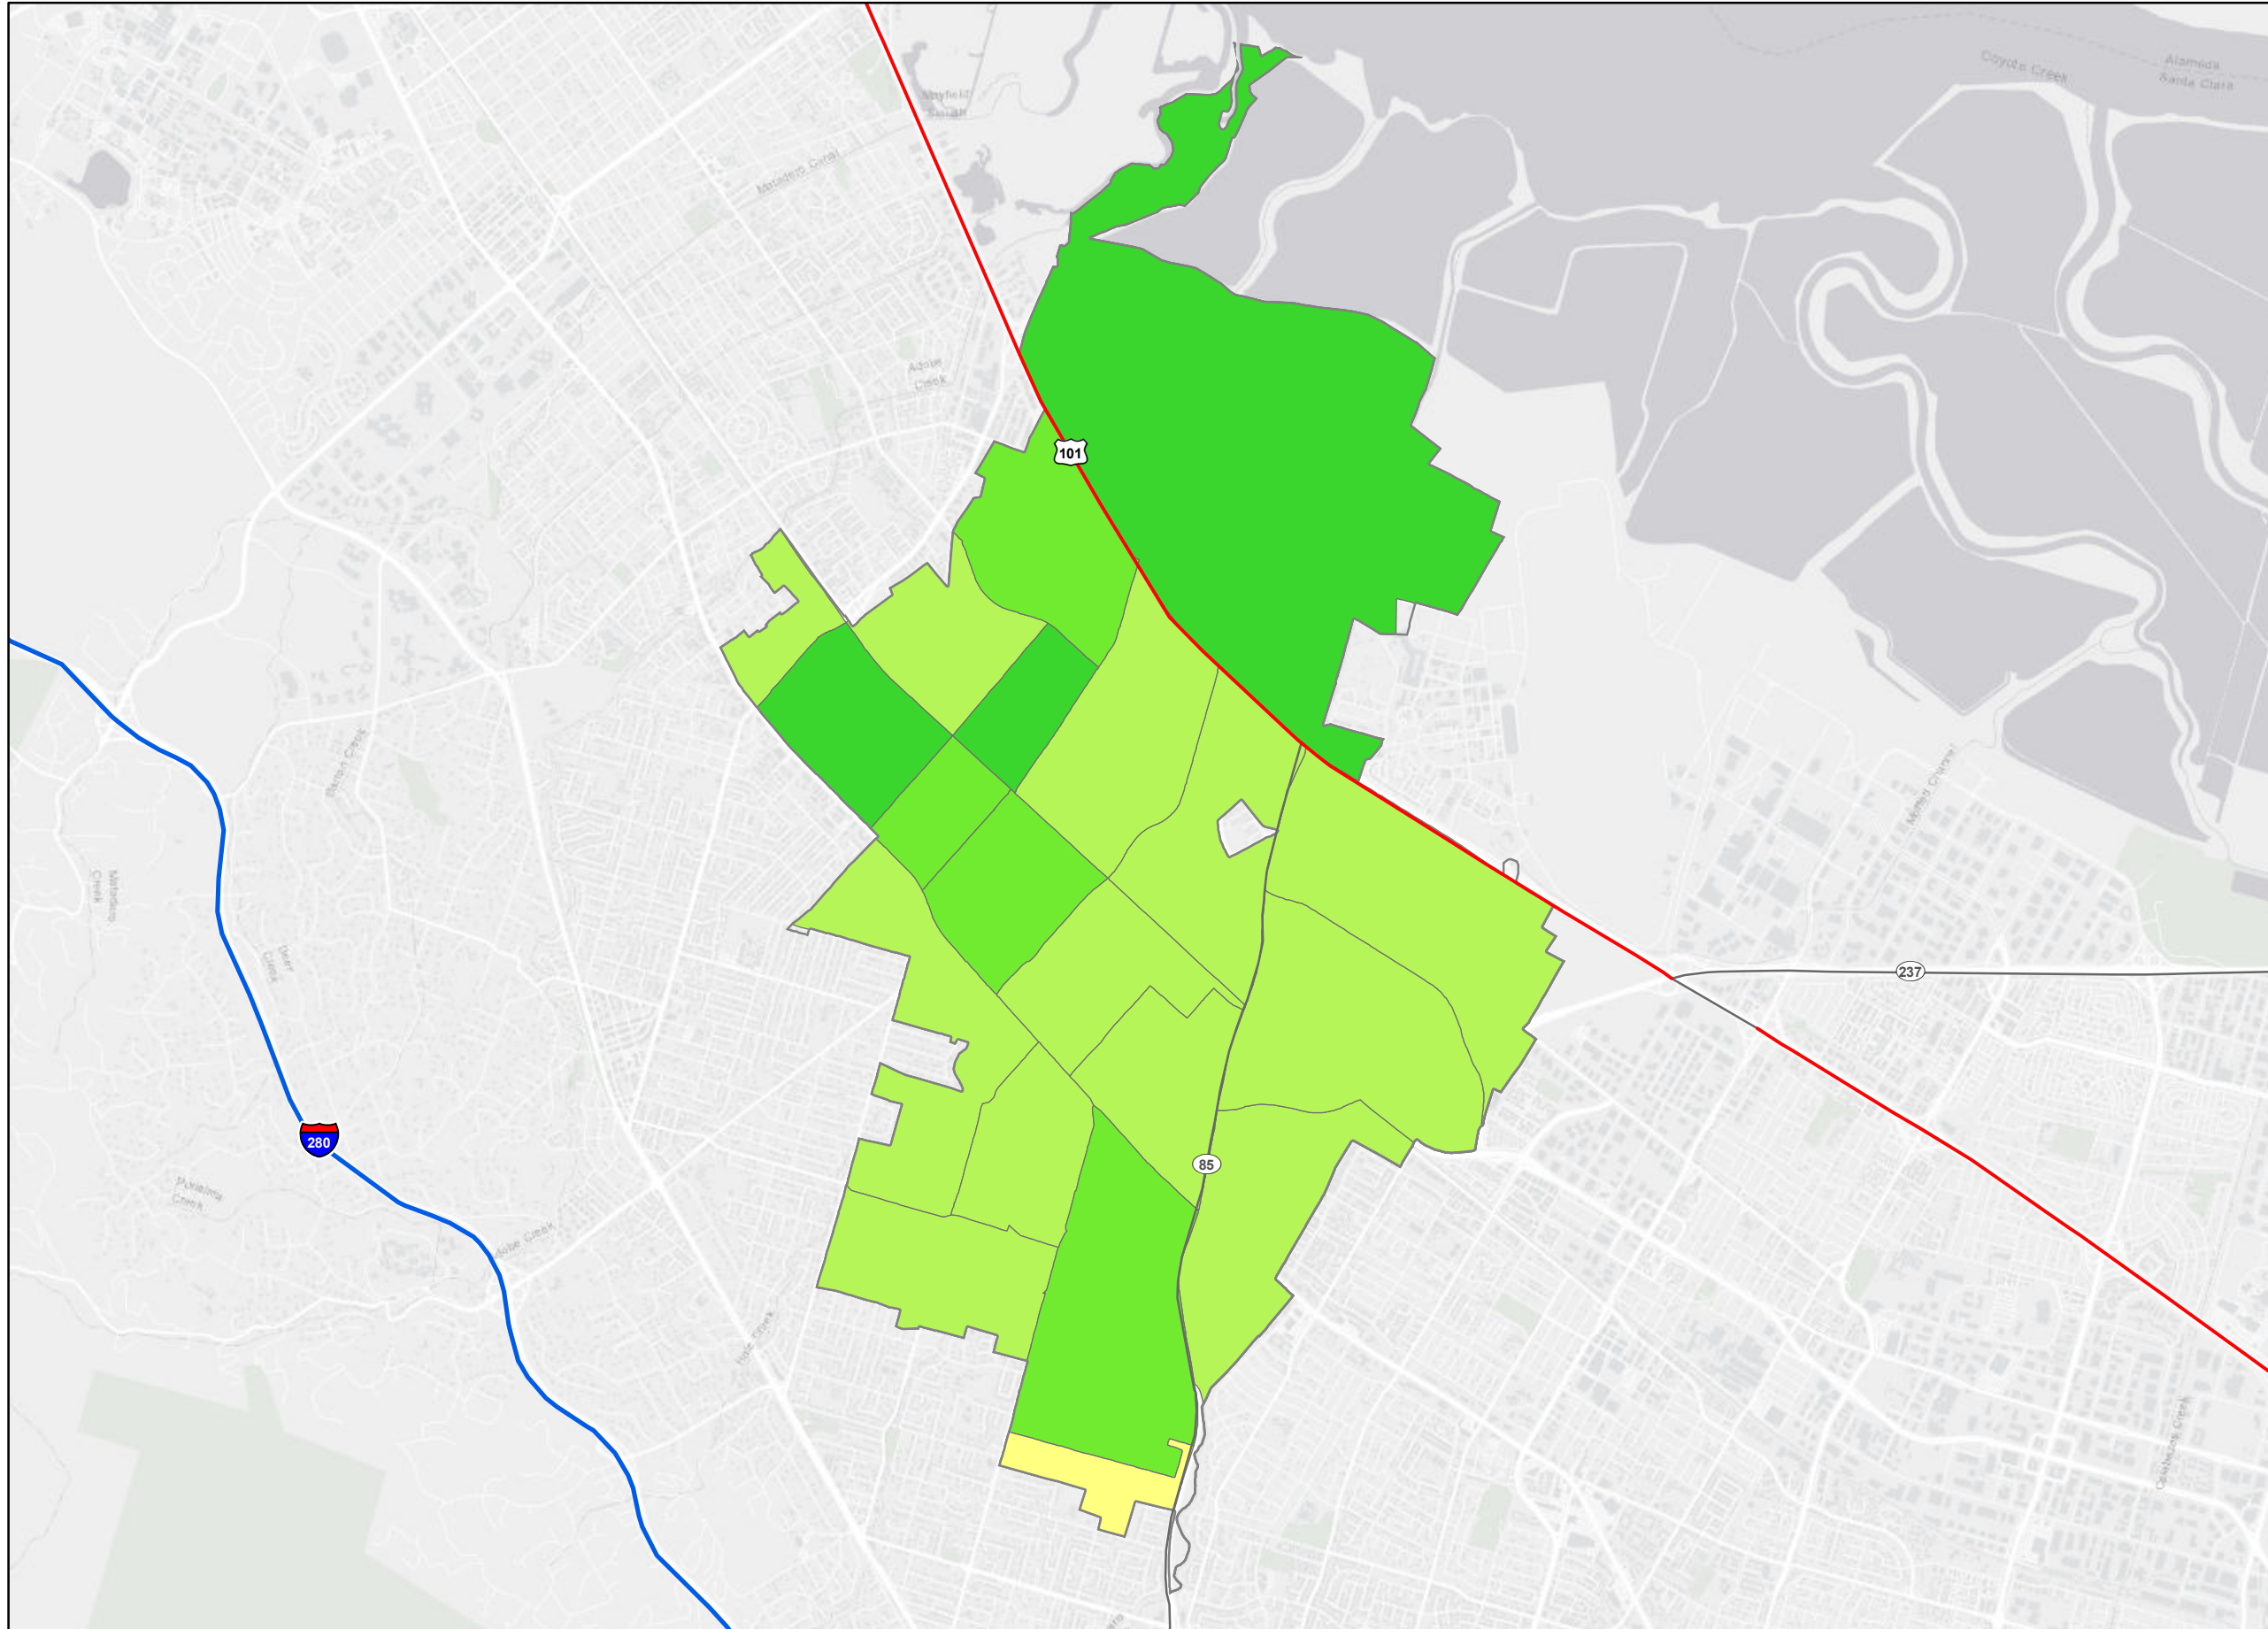 Coyote Creek
Alameda
Santa Clara
Mayfield
Slough
Matadero Canal
Adobe
Creek
101
Barron Creek
Moffett Channel
Matadero
Creek
Deer
Creek
237
280
85
Purisima
Creek
Adobe Creek
Hale Creek
Calabazas Creek